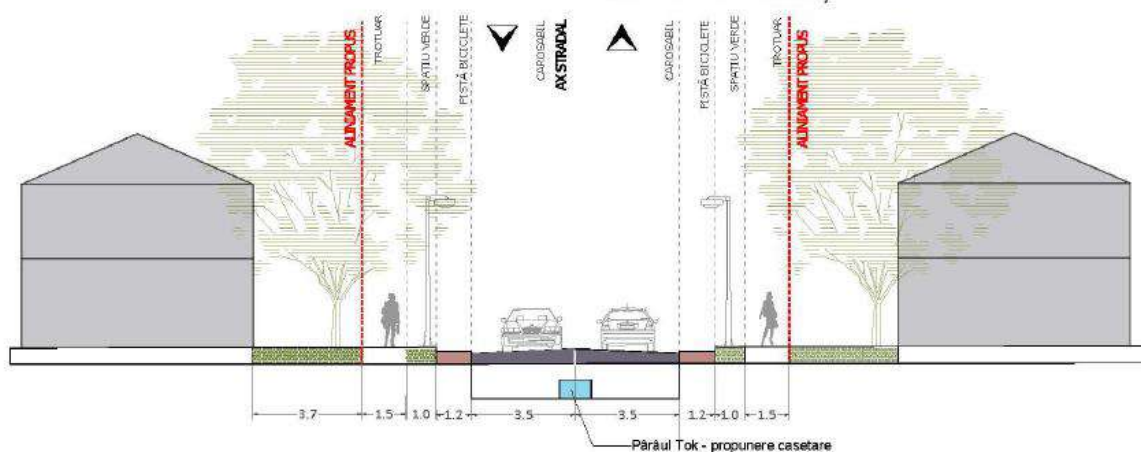 ALINIAMENT PROPUS
TROTUAR
SPAȚIU VERDE
PISTĂ BICICLETE
CAROSABIL
AX STRADAL
CAROSABIL
PISTĂ BICICLETE
SPAȚIU VERDE
TROTUAR
ALINIAMENT PROPUS
3.7 1.5 1.0 1.2 3.5 3.5 1.2 1.0 1.5
Pârâul Tok - propunere casetare